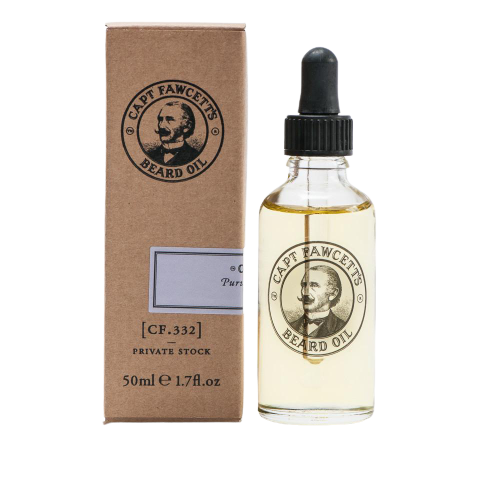 CAPT FAWCETT'S
BEARD OIL
[CF.332]
PRIVATE STOCK
50ml ℮ 1.7fl.oz
CAPT FAWCETT'S
BEARD OIL